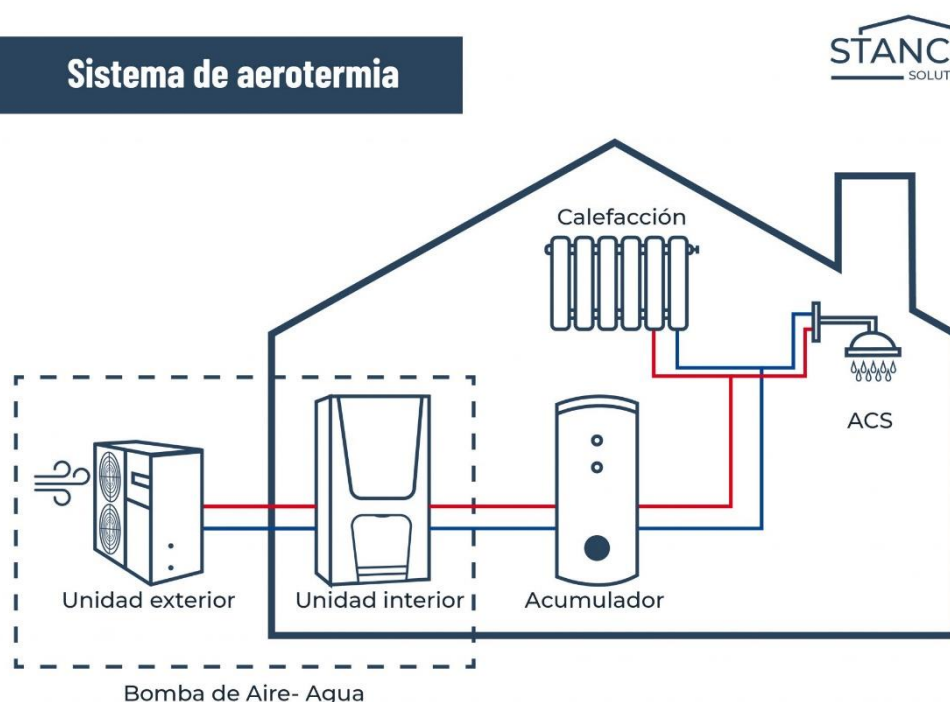 Sistema de aerotermia
STANC
SOLUT
Calefacción
ACS
Unidad exterior
Unidad interior
Acumulador
Bomba de Aire- Agua